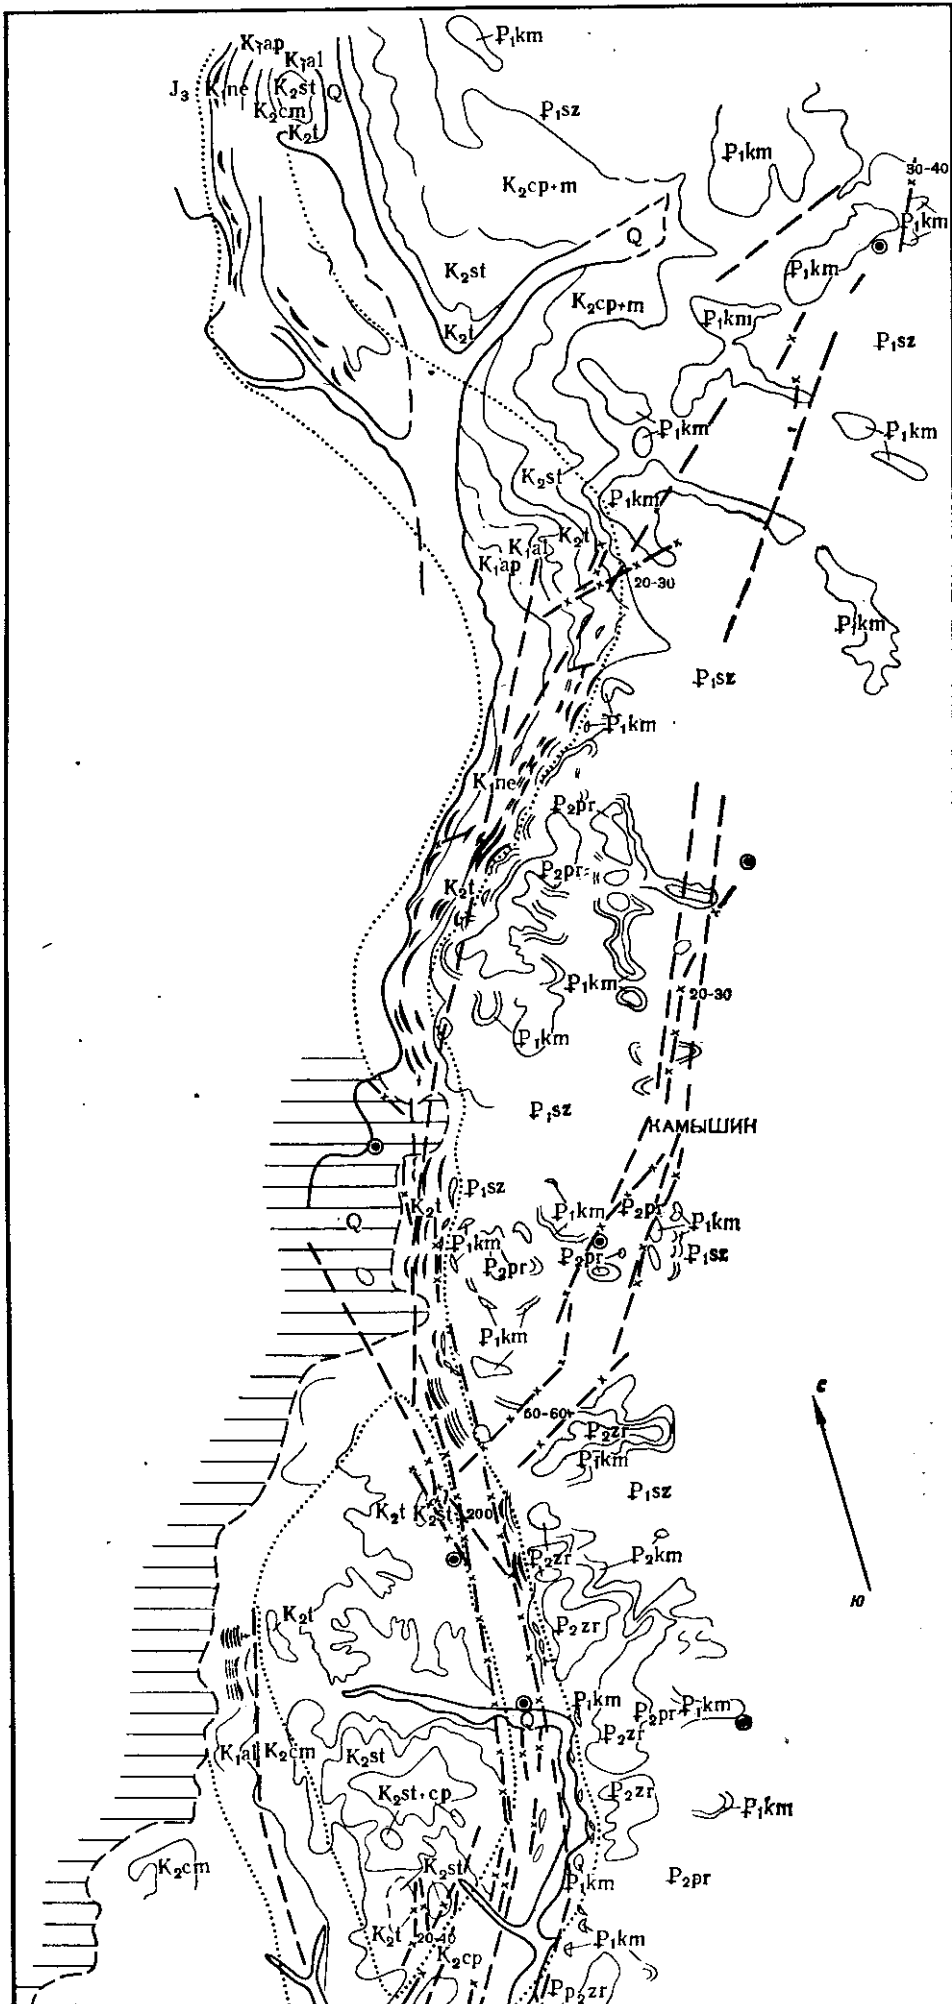 P₁km
K₁ap
K₁al
J₃
K₁ne
K₂st
Q
K₂cm
K₂t
P₁sz
P₁km
K₂cp+m
30-40
P₁km
Q
K₂st
P₁km
K₂cp+m
P₁km
K₂t
P₁sz
P₁km
P₁km
K₂st
P₁km
K₂t
K₁al
K₁ap
20-30
P₁km
P₁sz
P₁km
K₁ne
P₂pr
P₂pr
K₂t
P₁km
20-30
P₁km
P₁sz
КАМЫШИН
P₁sz
K₂t
P₁km
P₂pr
P₁km
Q
P₁km
P₂pr
P₂pr
P₁sz
P₁km
С
50-60
P₂zr
P₁km
P₁sz
K₂t
K₂st
200
P₂zr
P₂km
Ю
K₂t
P₂zr
P₁km
P₂pr
P₁km
Q
P₂zr
K₁al
K₂cm
K₂st
K₂st+cp
P₂zr
P₁km
K₂cm
K₂st
P₁km
P₂pr
K₂t
20-40
K₂cp
P₁km